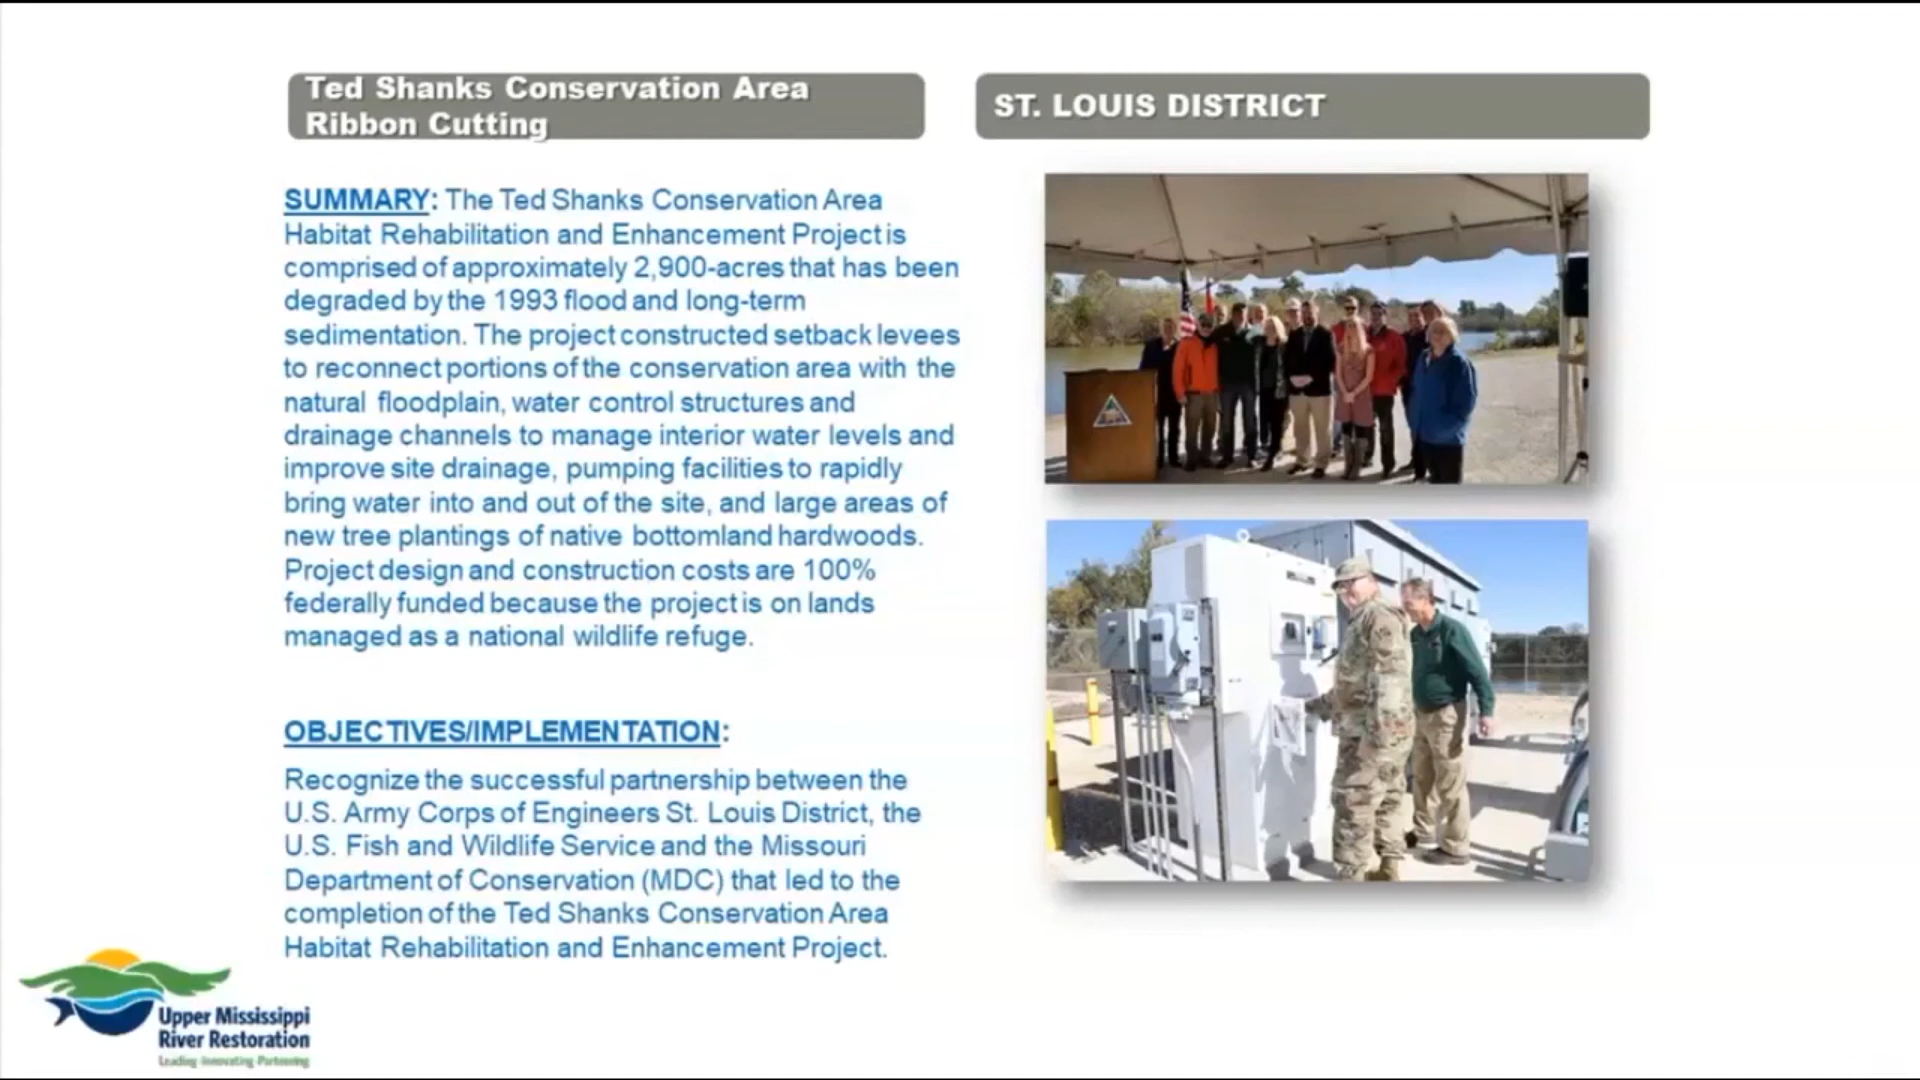 Ted Shanks Conservation Area
Ribbon Cutting
ST. LOUIS DISTRICT
SUMMARY: The Ted Shanks Conservation Area
Habitat Rehabilitation and Enhancement Project is
comprised of approximately 2,900-acres that has been
degraded by the 1993 flood and long-term
sedimentation. The project constructed setback levees
to reconnect portions of the conservation area with the
natural floodplain, water control structures and
drainage channels to manage interior water levels and
improve site drainage, pumping facilities to rapidly
bring water into and out of the site, and large areas of
new tree plantings of native bottomland hardwoods.
Project design and construction costs are 100%
federally funded because the project is on lands
managed as a national wildlife refuge.
OBJECTIVES/IMPLEMENTATION:
Recognize the successful partnership between the
U.S. Army Corps of Engineers St. Louis District, the
U.S. Fish and Wildlife Service and the Missouri
Department of Conservation (MDC) that led to the
completion of the Ted Shanks Conservation Area
Habitat Rehabilitation and Enhancement Project.
Upper Mississippi
River Restoration
Leading Innovating Partnering